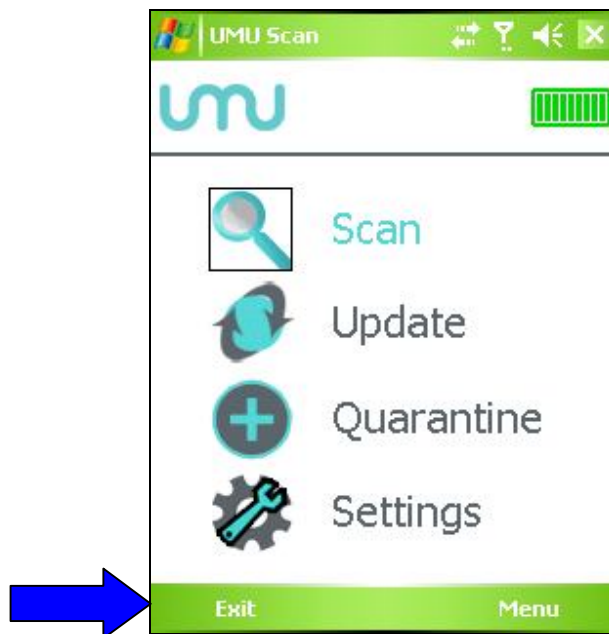 UMU Scan
umu
Scan
Update
Quarantine
Settings
Exit Menu